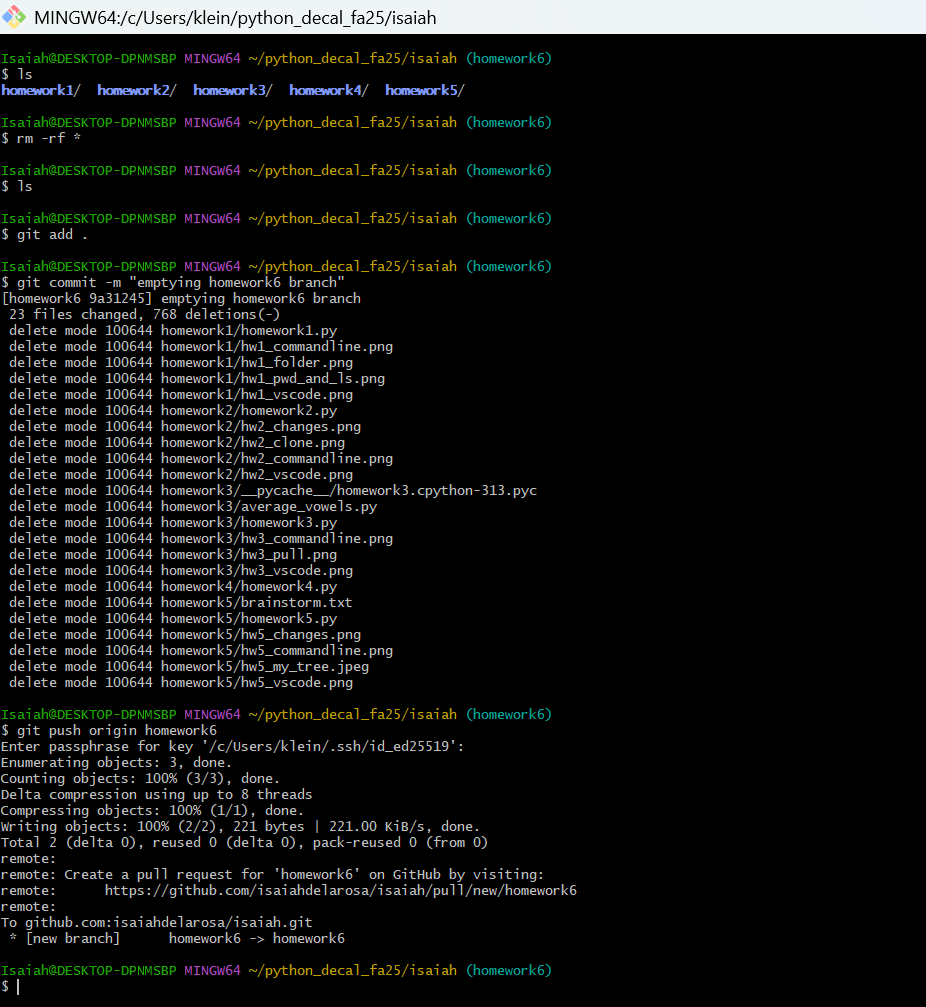 MINGW64:/c/Users/klein/python_decal_fa25/isaiah
Isaiah@DESKTOP-DPNMSBP MINGW64 ~/python_decal_fa25/isaiah (homework6)
$ ls
homework1/  homework2/  homework3/  homework4/  homework5/
Isaiah@DESKTOP-DPNMSBP MINGW64 ~/python_decal_fa25/isaiah (homework6)
$ rm -rf *
Isaiah@DESKTOP-DPNMSBP MINGW64 ~/python_decal_fa25/isaiah (homework6)
$ ls
Isaiah@DESKTOP-DPNMSBP MINGW64 ~/python_decal_fa25/isaiah (homework6)
$ git add .
Isaiah@DESKTOP-DPNMSBP MINGW64 ~/python_decal_fa25/isaiah (homework6)
$ git commit -m "emptying homework6 branch"
[homework6 9a31245] emptying homework6 branch
 23 files changed, 768 deletions(-)
 delete mode 100644 homework1/homework1.py
 delete mode 100644 homework1/hw1_commandline.png
 delete mode 100644 homework1/hw1_folder.png
 delete mode 100644 homework1/hw1_pwd_and_ls.png
 delete mode 100644 homework1/hw1_vscode.png
 delete mode 100644 homework2/homework2.py
 delete mode 100644 homework2/hw2_changes.png
 delete mode 100644 homework2/hw2_clone.png
 delete mode 100644 homework2/hw2_commandline.png
 delete mode 100644 homework2/hw2_vscode.png
 delete mode 100644 homework3/__pycache__/homework3.cpython-313.pyc
 delete mode 100644 homework3/average_vowels.py
 delete mode 100644 homework3/homework3.py
 delete mode 100644 homework3/hw3_commandline.png
 delete mode 100644 homework3/hw3_pull.png
 delete mode 100644 homework3/hw3_vscode.png
 delete mode 100644 homework4/homework4.py
 delete mode 100644 homework5/brainstorm.txt
 delete mode 100644 homework5/homework5.py
 delete mode 100644 homework5/hw5_changes.png
 delete mode 100644 homework5/hw5_commandline.png
 delete mode 100644 homework5/hw5_my_tree.jpeg
 delete mode 100644 homework5/hw5_vscode.png
Isaiah@DESKTOP-DPNMSBP MINGW64 ~/python_decal_fa25/isaiah (homework6)
$ git push origin homework6
Enter passphrase for key '/c/Users/klein/.ssh/id_ed25519':
Enumerating objects: 3, done.
Counting objects: 100% (3/3), done.
Delta compression using up to 8 threads
Compressing objects: 100% (1/1), done.
Writing objects: 100% (2/2), 221 bytes | 221.00 KiB/s, done.
Total 2 (delta 0), reused 0 (delta 0), pack-reused 0 (from 0)
remote:
remote: Create a pull request for 'homework6' on GitHub by visiting:
remote:      https://github.com/isaiahdelarosa/isaiah/pull/new/homework6
remote:
To github.com:isaiahdelarosa/isaiah.git
 * [new branch]      homework6 -> homework6
Isaiah@DESKTOP-DPNMSBP MINGW64 ~/python_decal_fa25/isaiah (homework6)
$